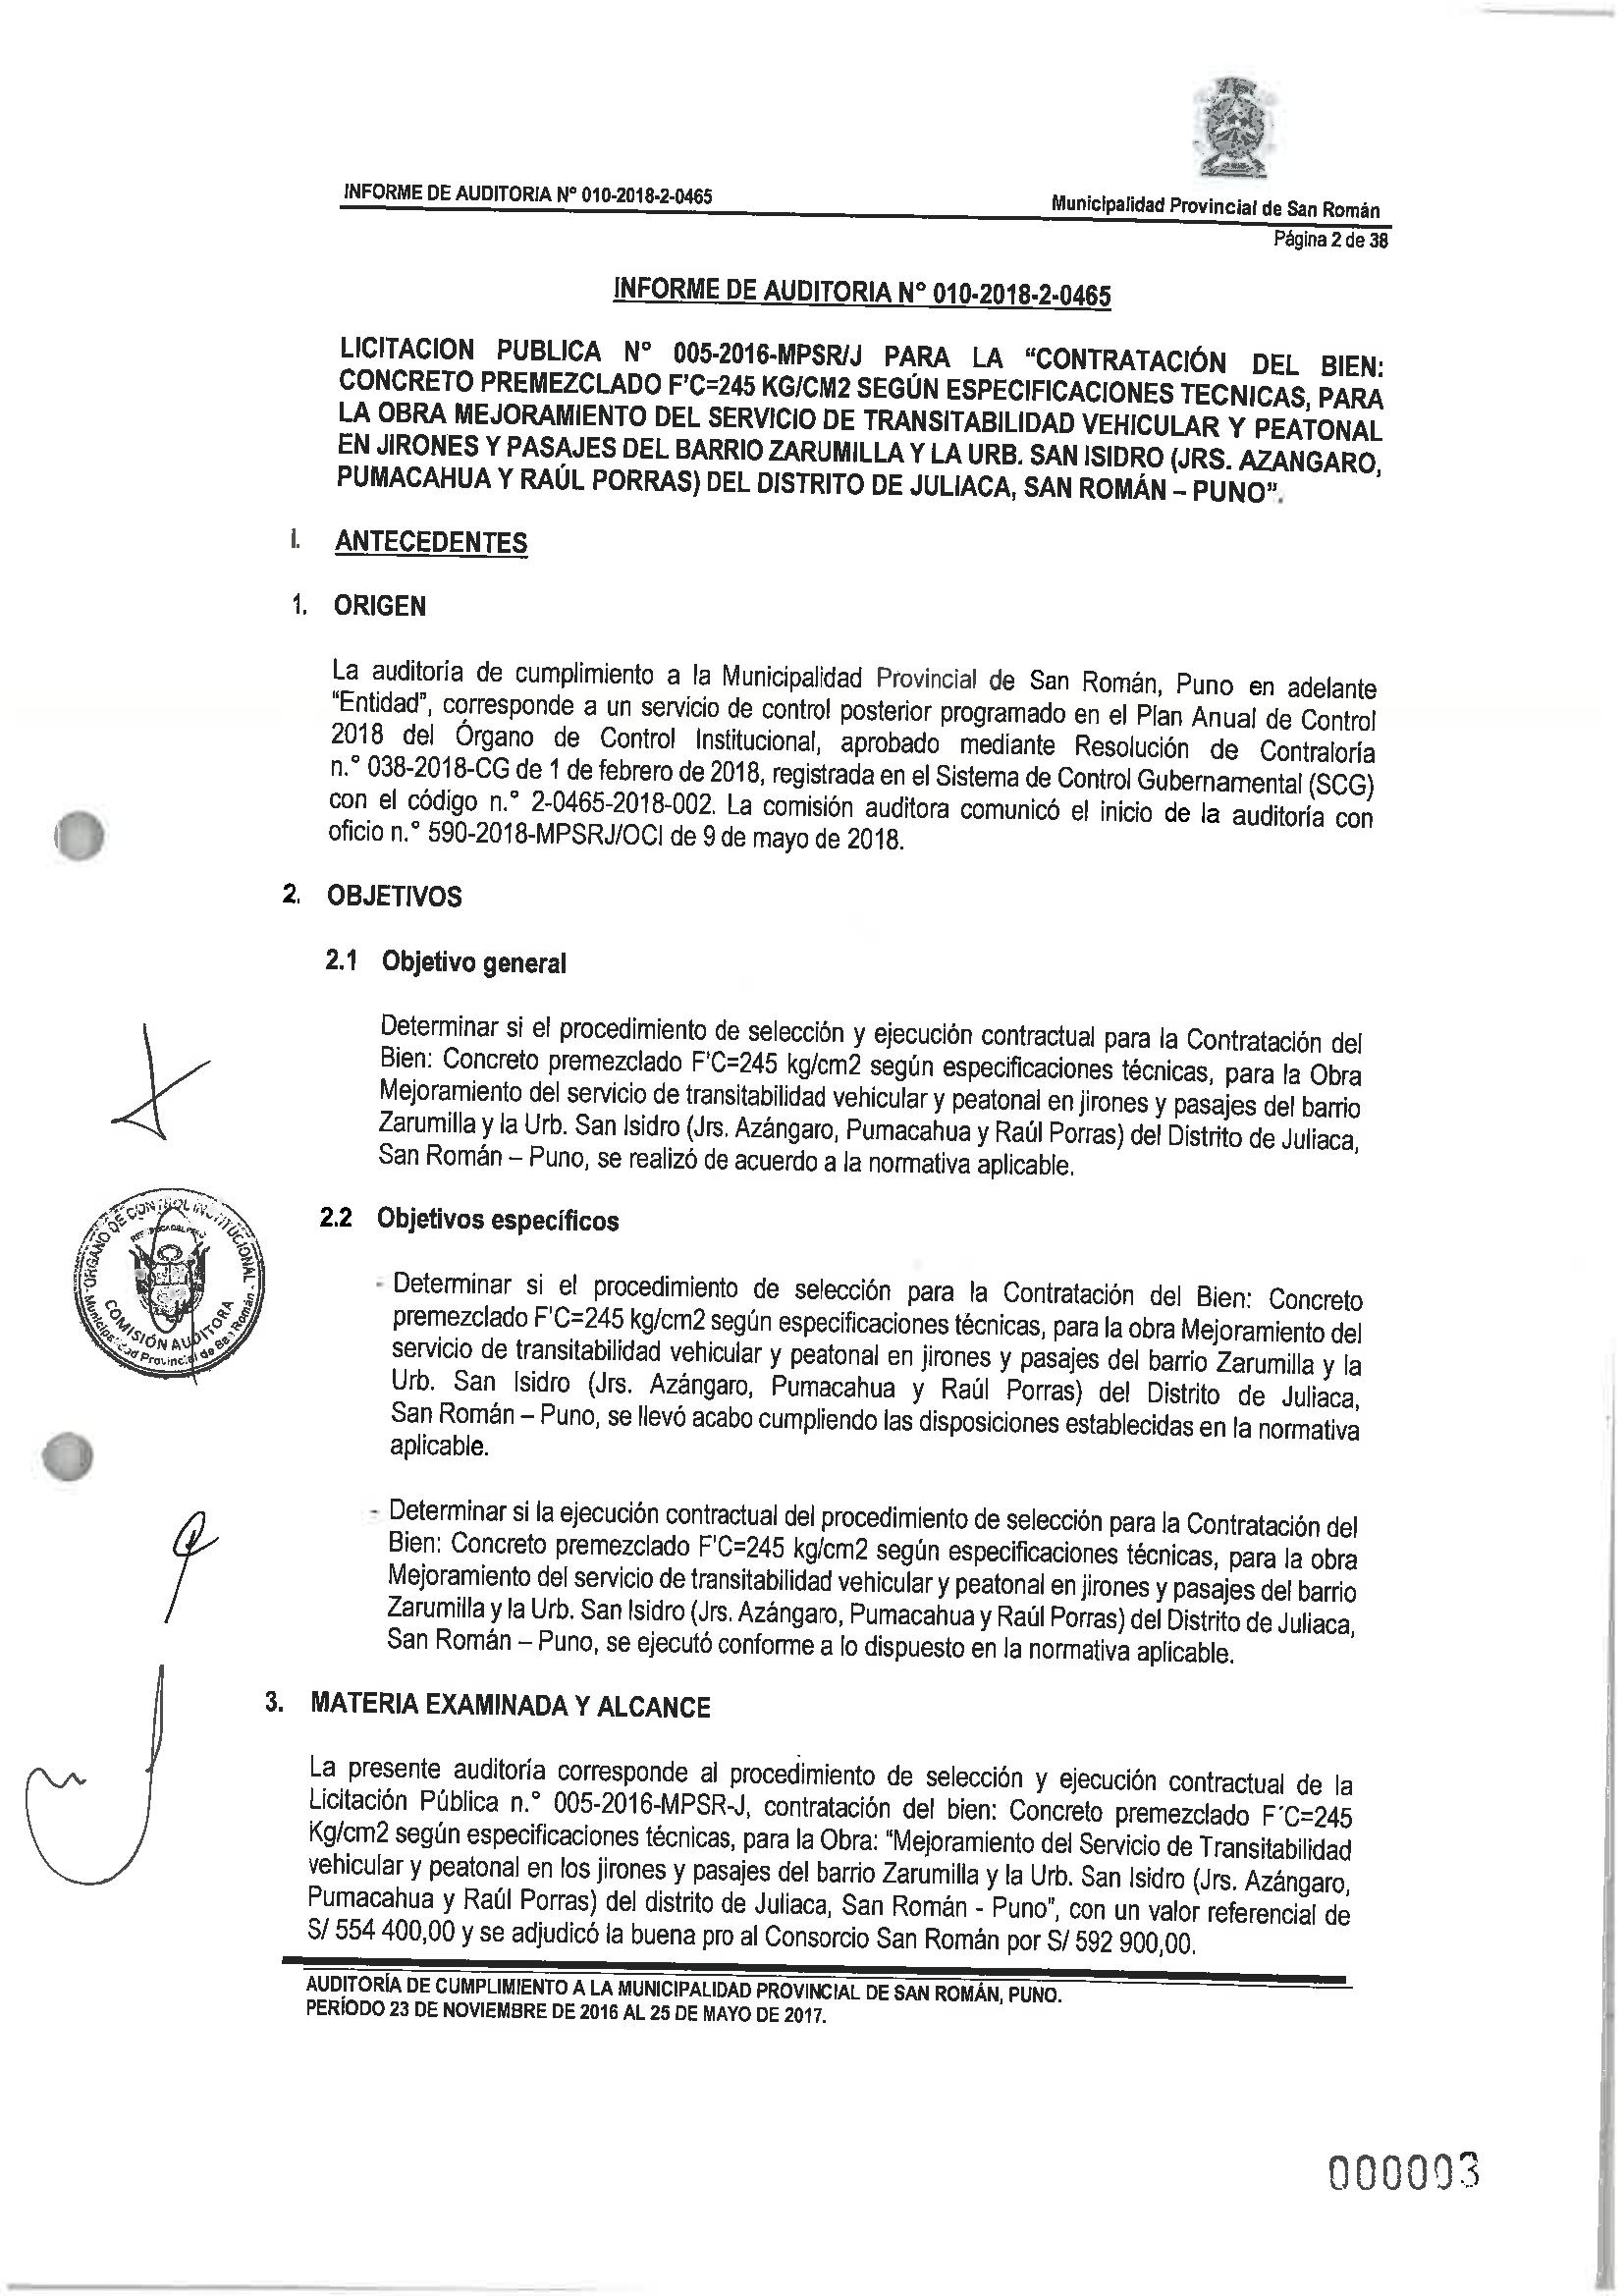 INFORME DE AUDITORIA Nº 010-2018-2-0465
Municipalidad Provincial de San Román
Página 2 de 38
INFORME DE AUDITORIA Nº 010-2018-2-0465
LICITACION PUBLICA Nº 005-2016-MPSR/J PARA LA “CONTRATACIÓN DEL BIEN:
CONCRETO PREMEZCLADO F’C=245 KG/CM2 SEGÚN ESPECIFICACIONES TECNICAS, PARA
LA OBRA MEJORAMIENTO DEL SERVICIO DE TRANSITABILIDAD VEHICULAR Y PEATONAL
EN JIRONES Y PASAJES DEL BARRIO ZARUMILLA Y LA URB. SAN ISIDRO (JRS. AZANGARO,
PUMACAHUA Y RAÚL PORRAS) DEL DISTRITO DE JULIACA, SAN ROMÁN – PUNO”.
I. ANTECEDENTES
1. ORIGEN
La auditoría de cumplimiento a la Municipalidad Provincial de San Román, Puno en adelante
“Entidad”, corresponde a un servicio de control posterior programado en el Plan Anual de Control
2018 del Órgano de Control Institucional, aprobado mediante Resolución de Contraloría
n.° 038-2018-CG de 1 de febrero de 2018, registrada en el Sistema de Control Gubernamental (SCG)
con el código n.° 2-0465-2018-002. La comisión auditora comunicó el inicio de la auditoría con
oficio n.° 590-2018-MPSRJ/OCI de 9 de mayo de 2018.
2. OBJETIVOS
2.1 Objetivo general
Determinar si el procedimiento de selección y ejecución contractual para la Contratación del
Bien: Concreto premezclado F’C=245 kg/cm2 según especificaciones técnicas, para la Obra
Mejoramiento del servicio de transitabilidad vehicular y peatonal en jirones y pasajes del barrio
Zarumilla y la Urb. San Isidro (Jrs. Azángaro, Pumacahua y Raúl Porras) del Distrito de Juliaca,
San Román – Puno, se realizó de acuerdo a la normativa aplicable.
ORGANO DE CONTROL INSTITUCIONAL
COMISIÓN AUDITORA
2.2 Objetivos específicos
- Determinar si el procedimiento de selección para la Contratación del Bien: Concreto
premezclado F’C=245 kg/cm2 según especificaciones técnicas, para la obra Mejoramiento del
servicio de transitabilidad vehicular y peatonal en jirones y pasajes del barrio Zarumilla y la
Urb. San Isidro (Jrs. Azángaro, Pumacahua y Raúl Porras) del Distrito de Juliaca,
San Román – Puno, se llevó acabo cumpliendo las disposiciones establecidas en la normativa
aplicable.
- Determinar si la ejecución contractual del procedimiento de selección para la Contratación del
Bien: Concreto premezclado F’C=245 kg/cm2 según especificaciones técnicas, para la obra
Mejoramiento del servicio de transitabilidad vehicular y peatonal en jirones y pasajes del barrio
Zarumilla y la Urb. San Isidro (Jrs. Azángaro, Pumacahua y Raúl Porras) del Distrito de Juliaca,
San Román – Puno, se ejecutó conforme a lo dispuesto en la normativa aplicable.
3. MATERIA EXAMINADA Y ALCANCE
La presente auditoría corresponde al procedimiento de selección y ejecución contractual de la
Licitación Pública n.° 005-2016-MPSR-J, contratación del bien: Concreto premezclado F´C=245
Kg/cm2 según especificaciones técnicas, para la Obra: “Mejoramiento del Servicio de Transitabilidad
vehicular y peatonal en los jirones y pasajes del barrio Zarumilla y la Urb. San Isidro (Jrs. Azángaro,
Pumacahua y Raúl Porras) del distrito de Juliaca, San Román - Puno”, con un valor referencial de
S/ 554 400,00 y se adjudicó la buena pro al Consorcio San Román por S/ 592 900,00.
AUDITORÍA DE CUMPLIMIENTO A LA MUNICIPALIDAD PROVINCIAL DE SAN ROMÁN, PUNO.
PERÍODO 23 DE NOVIEMBRE DE 2016 AL 25 DE MAYO DE 2017.
000003